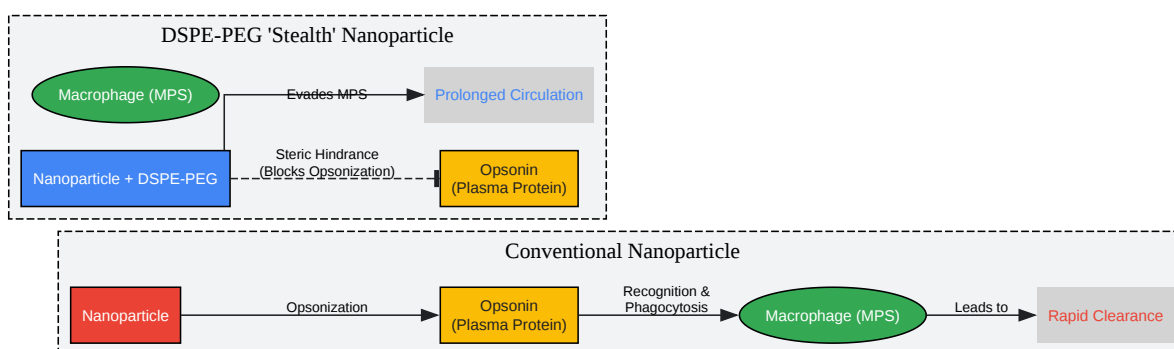 DSPE-PEG 'Stealth' Nanoparticle
Macrophage (MPS)
Evades MPS
Prolonged Circulation
Nanoparticle + DSPE-PEG
Steric Hindrance
(Blocks Opsonization)
Opsonin
(Plasma Protein)
Conventional Nanoparticle
Nanoparticle
Opsonization
Opsonin
(Plasma Protein)
Recognition &
Phagocytosis
Macrophage (MPS)
Leads to
Rapid Clearance